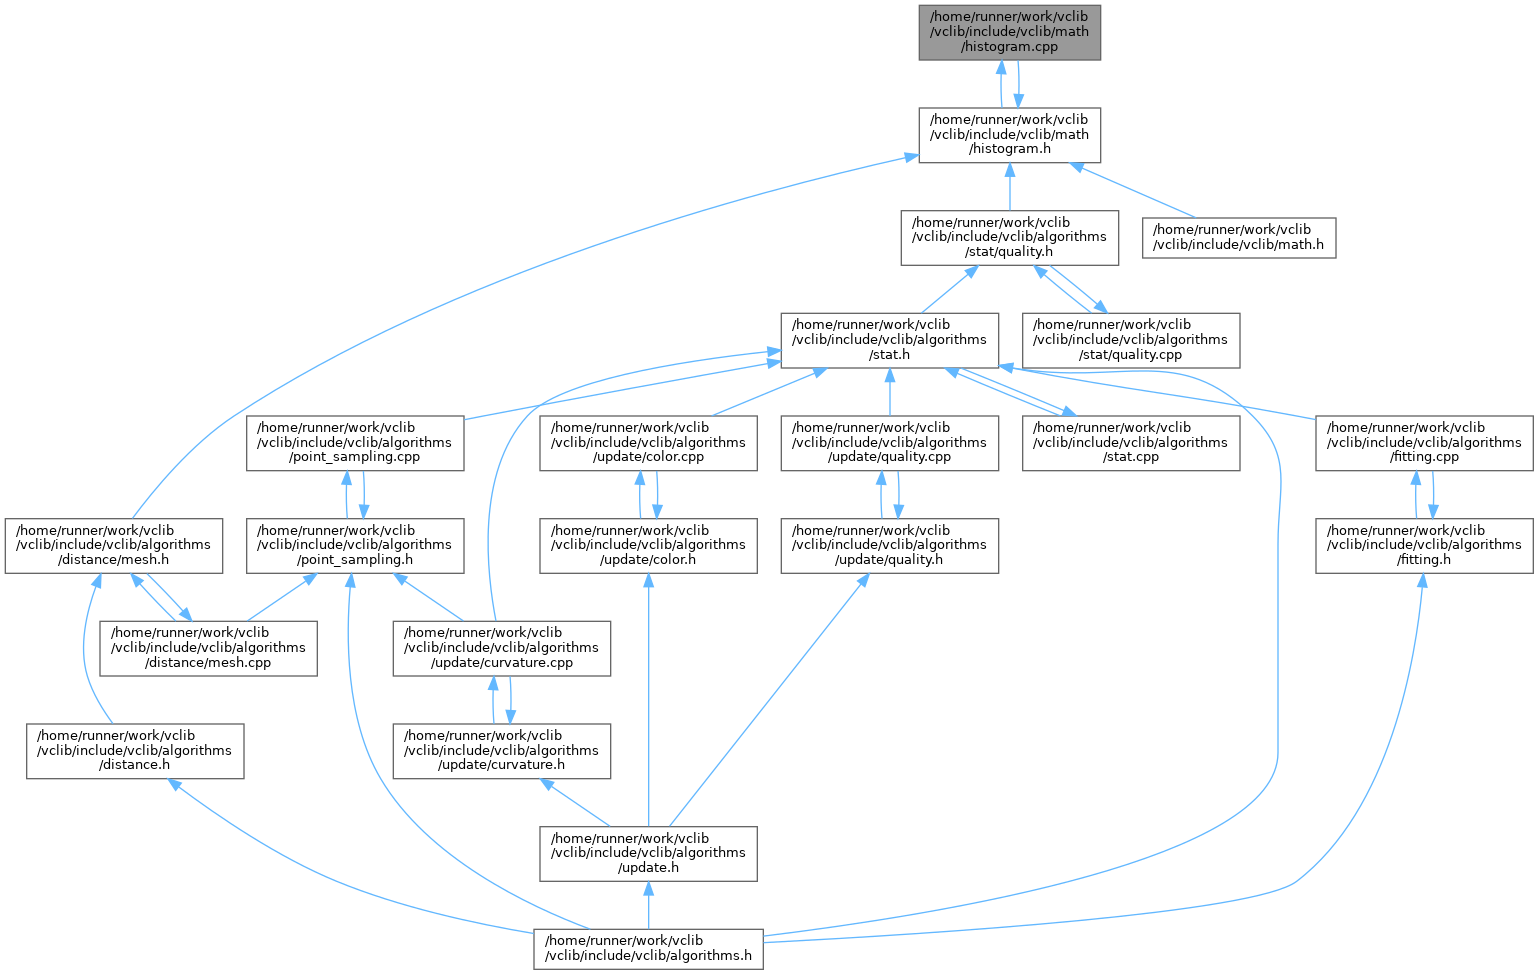 /home/runner/work/vclib
/vclib/include/vclib/math
/histogram.cpp
/home/runner/work/vclib
/vclib/include/vclib/math
/histogram.h
/home/runner/work/vclib
/vclib/include/vclib/algorithms
/stat/quality.h
/home/runner/work/vclib
/vclib/include/vclib/math.h
/home/runner/work/vclib
/vclib/include/vclib/algorithms
/stat.h
/home/runner/work/vclib
/vclib/include/vclib/algorithms
/stat/quality.cpp
/home/runner/work/vclib
/vclib/include/vclib/algorithms
/point_sampling.cpp
/home/runner/work/vclib
/vclib/include/vclib/algorithms
/update/color.cpp
/home/runner/work/vclib
/vclib/include/vclib/algorithms
/update/quality.cpp
/home/runner/work/vclib
/vclib/include/vclib/algorithms
/stat.cpp
/home/runner/work/vclib
/vclib/include/vclib/algorithms
/fitting.cpp
/home/runner/work/vclib
/vclib/include/vclib/algorithms
/distance/mesh.h
/home/runner/work/vclib
/vclib/include/vclib/algorithms
/point_sampling.h
/home/runner/work/vclib
/vclib/include/vclib/algorithms
/update/color.h
/home/runner/work/vclib
/vclib/include/vclib/algorithms
/update/quality.h
/home/runner/work/vclib
/vclib/include/vclib/algorithms
/fitting.h
/home/runner/work/vclib
/vclib/include/vclib/algorithms
/distance/mesh.cpp
/home/runner/work/vclib
/vclib/include/vclib/algorithms
/update/curvature.cpp
/home/runner/work/vclib
/vclib/include/vclib/algorithms
/distance.h
/home/runner/work/vclib
/vclib/include/vclib/algorithms
/update/curvature.h
/home/runner/work/vclib
/vclib/include/vclib/algorithms
/update.h
/home/runner/work/vclib
/vclib/include/vclib/algorithms.h